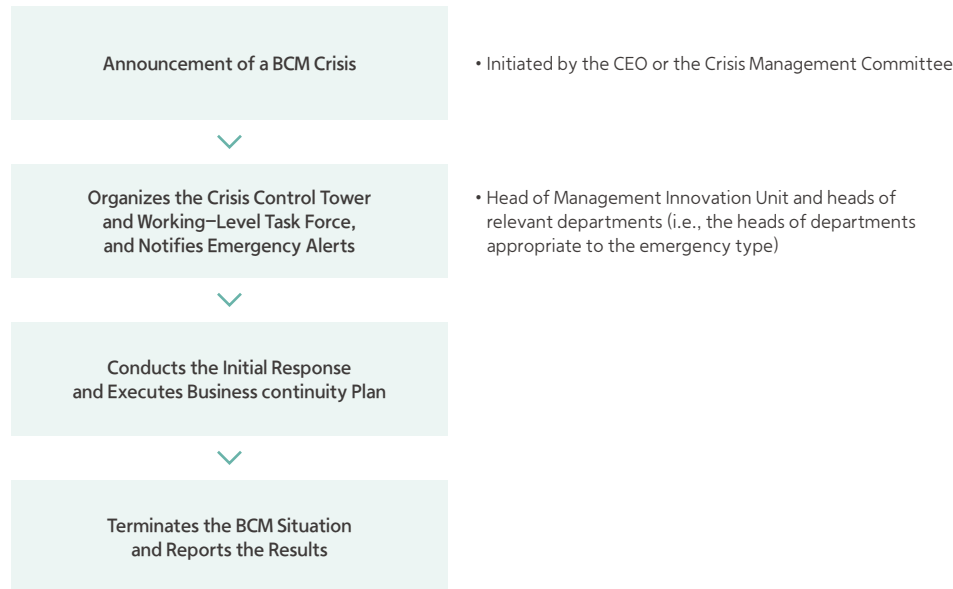 Announcement of a BCM Crisis
• Initiated by the CEO or the Crisis Management Committee
Organizes the Crisis Control Tower
and Working-Level Task Force,
and Notifies Emergency Alerts
• Head of Management Innovation Unit and heads of
relevant departments (i.e., the heads of departments
appropriate to the emergency type)
Conducts the Initial Response
and Executes Business continuity Plan
Terminates the BCM Situation
and Reports the Results